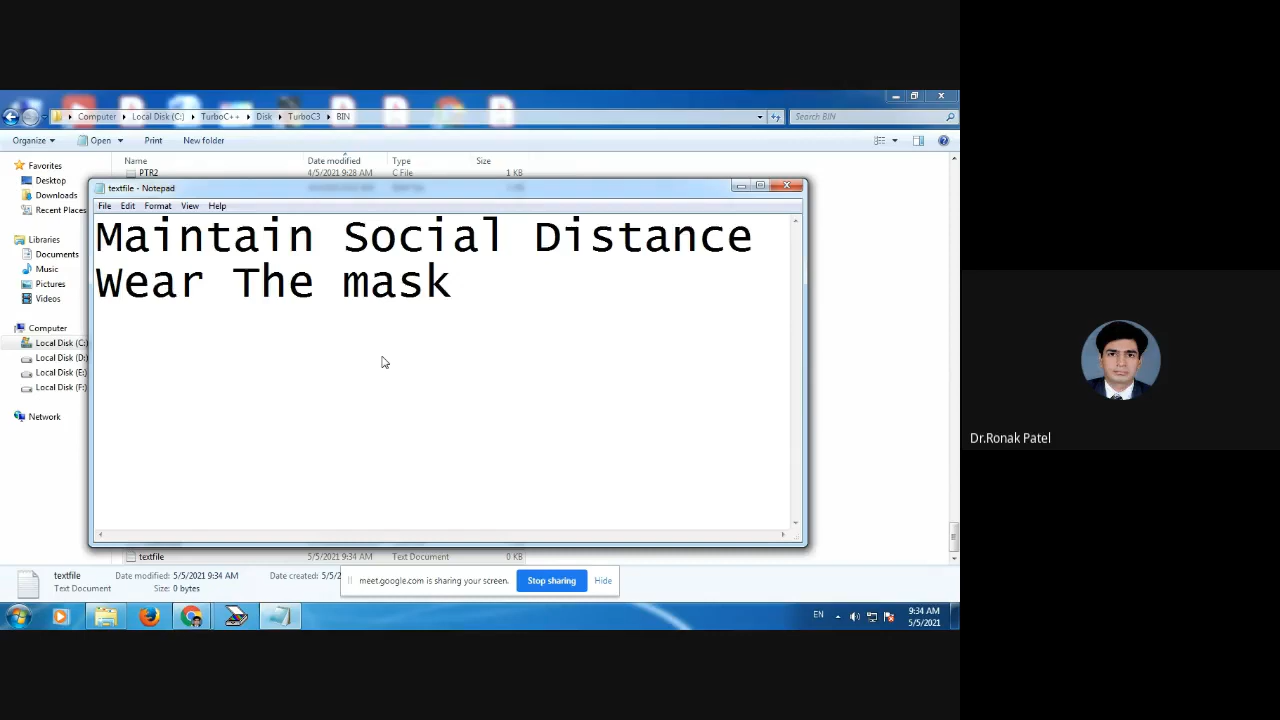 Computer Local Disk (C:) TurboC++ Disk TurboC3 BIN
Search BIN
Organize Open Print New folder
Name Date modified Type Size
PTR2 4/5/2021 9:28 AM C File 1 KB
Favorites
Desktop
Downloads
Recent Places
Libraries
Documents
Music
Pictures
Videos
Computer
Local Disk (C:)
Local Disk (D:)
Local Disk (E:)
Local Disk (F:)
Network
textfile - Notepad
File Edit Format View Help
Maintain Social Distance
Wear The mask
textfile 5/5/2021 9:34 AM Text Document 0 KB
textfile Date modified: 5/5/2021 9:34 AM Date created: 5/5/2
Text Document Size: 0 bytes
meet.google.com is sharing your screen. Stop sharing Hide
EN
9:34 AM
5/5/2021
Dr.Ronak Patel